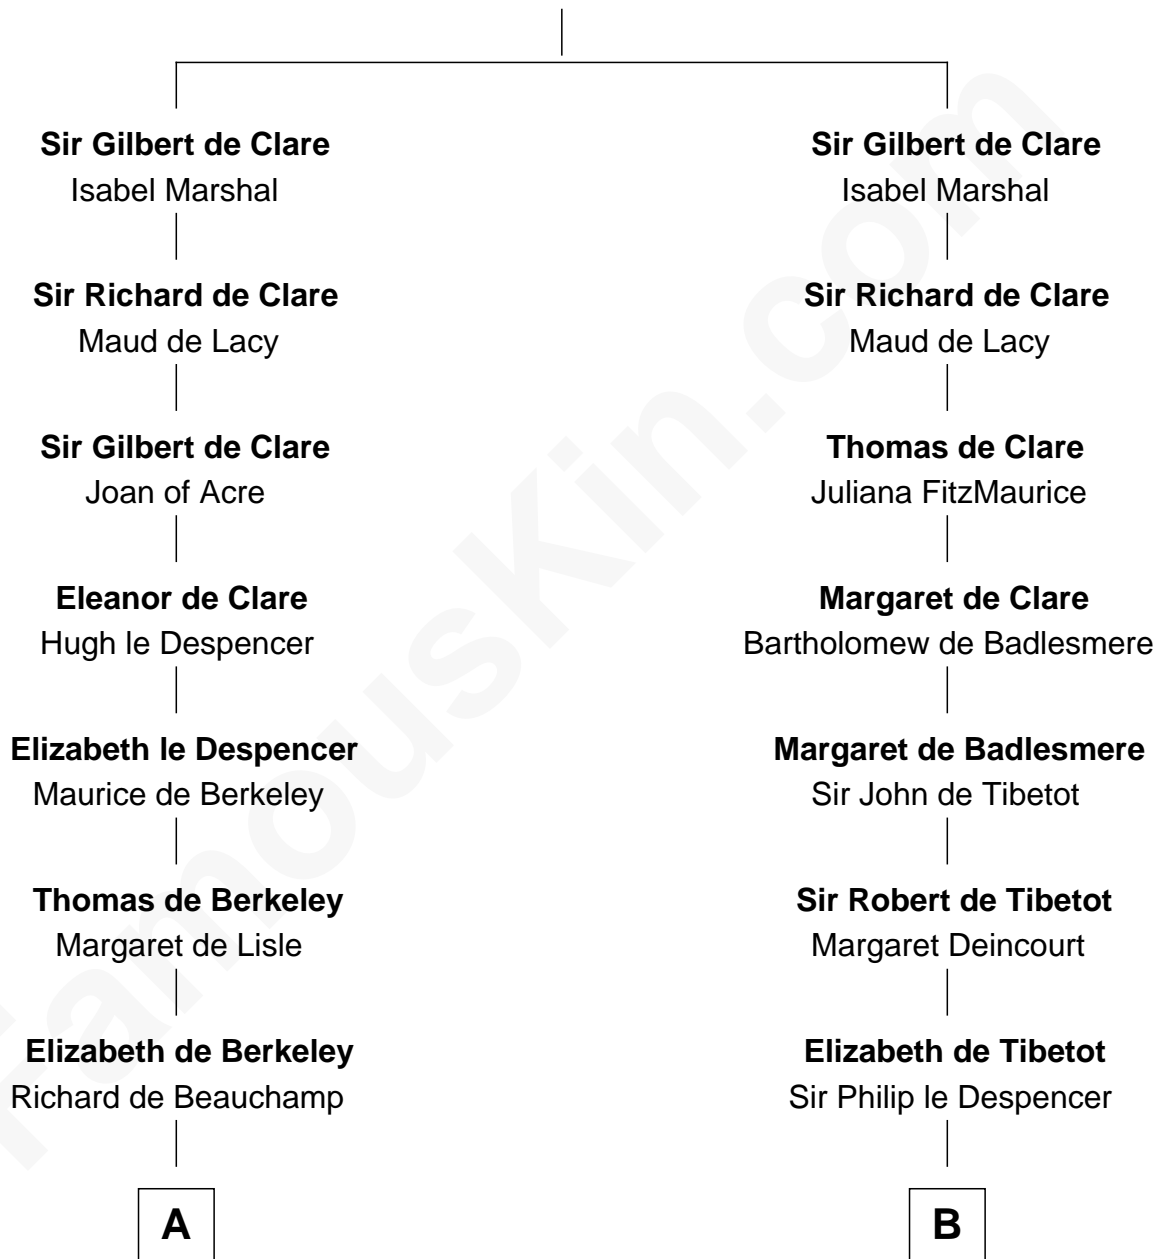 Sir Gilbert de Clare
Isabel Marshal
Sir Richard de Clare
Maud de Lacy
Sir Gilbert de Clare
Joan of Acre
Eleanor de Clare
Hugh le Despencer
Elizabeth le Despencer
Maurice de Berkeley
Thomas de Berkeley
Margaret de Lisle
Elizabeth de Berkeley
Richard de Beauchamp
A
Sir Gilbert de Clare
Isabel Marshal
Sir Richard de Clare
Maud de Lacy
Thomas de Clare
Juliana FitzMaurice
Margaret de Clare
Bartholomew de Badlesmere
Margaret de Badlesmere
Sir John de Tibetot
Sir Robert de Tibetot
Margaret Deincourt
Elizabeth de Tibetot
Sir Philip le Despencer
B
FamousKin.com